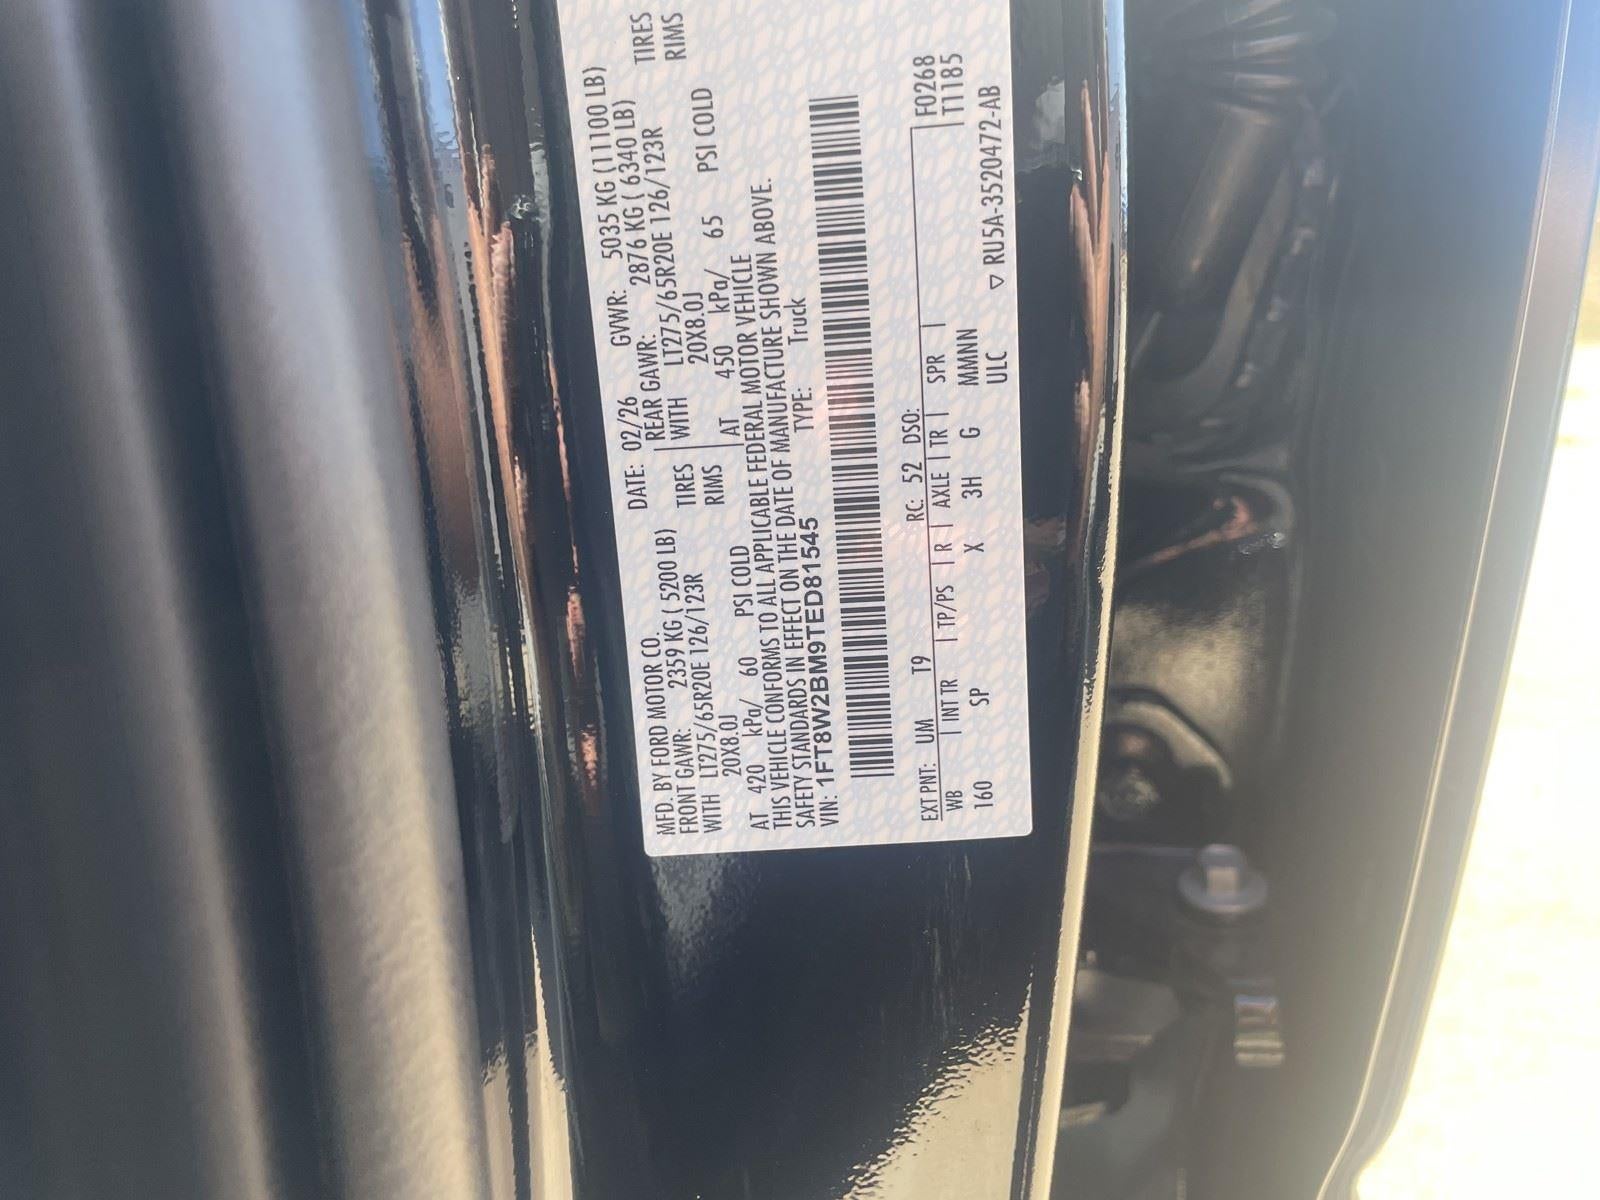 MFD. BY FORD MOTOR CO.
DATE: 02/26 GVWR: 5035 KG (11100 LB)
FRONT GAWR: 2359 KG ( 5200 LB) REAR GAWR: 2876 KG ( 6340 LB)
WITH LT275/65R20E 126/123R TIRES WITH LT275/65R20E 126/123R TIRES
20X8.0J RIMS 20X8.0J RIMS
AT 420 kPa/ 60 PSI COLD AT 450 kPa/ 65 PSI COLD
THIS VEHICLE CONFORMS TO ALL APPLICABLE FEDERAL MOTOR VEHICLE
SAFETY STANDARDS IN EFFECT ON THE DATE OF MANUFACTURE SHOWN ABOVE.
VIN: 1FT8W2BM9TED81545 TYPE: Truck
F0268
EXT PNT: UM T9 RC: 52 DSO: T1185
WB INT TR TP/PS R AXLE TR SPR
160 SP X 3H G MMNN
ULC ▽ RU5A-3520472-AB